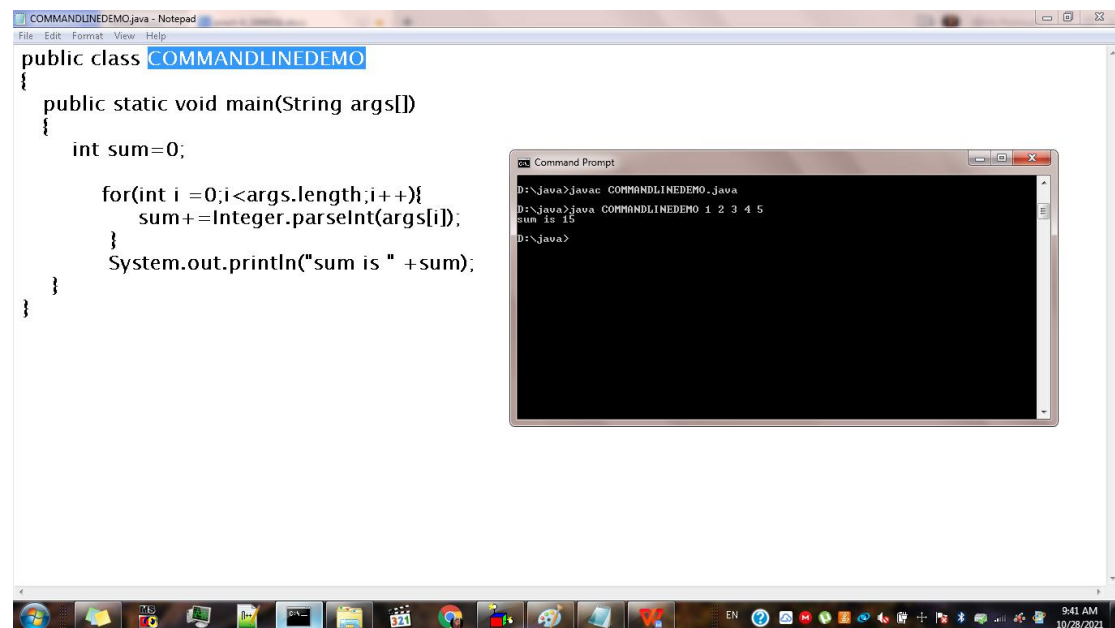 COMMANDLINEDEMO.java - Notepad
File Edit Format View Help
public class COMMANDLINEDEMO
{
public static void main(String args[])
{
int sum=0;
for(int i =0;i<args.length;i++){
sum+=Integer.parseInt(args[i]);
}
System.out.println("sum is " +sum);
}
}
Command Prompt
D:\java>javac COMMANDLINEDEMO.java
D:\java>java COMMANDLINEDEMO 1 2 3 4 5
sum is 15
D:\java>
MS
321
EN
9:41 AM
10/28/2021